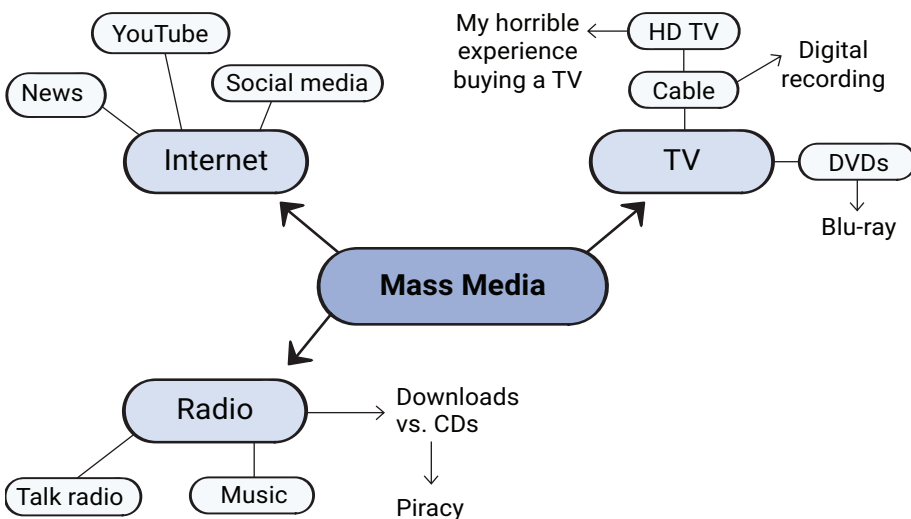 YouTube
News
Social media
Internet
My horrible
experience
buying a TV
HD TV
Cable
Digital
recording
TV
DVDs
Blu-ray
Mass Media
Radio
Downloads
vs. CDs
Talk radio
Music
Piracy